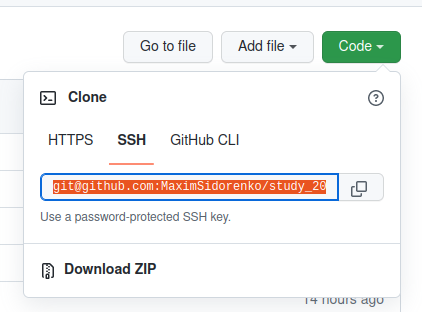 Go to file Add file Code
Clone
HTTPS SSH GitHub CLI
git@github.com:MaximSidorenko/study_20
Use a password-protected SSH key.
Download ZIP
14 hours ago